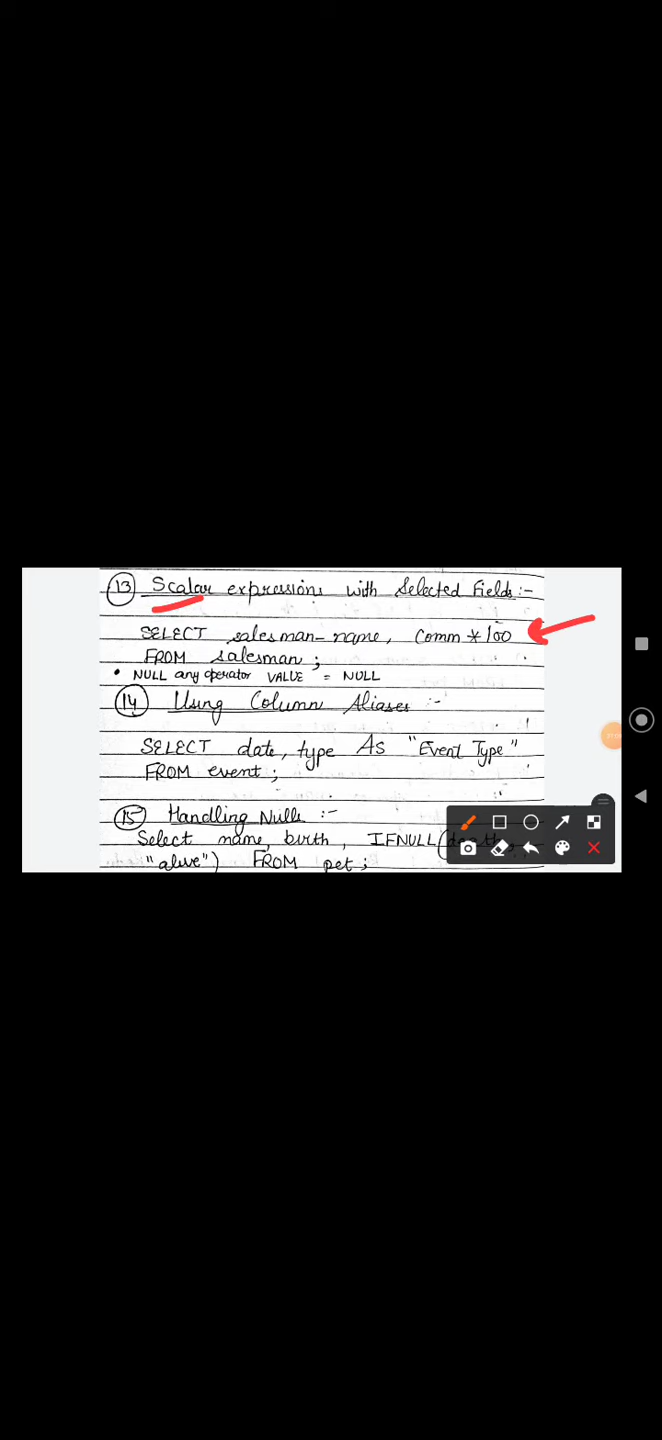 13 Scalar expressions with Selected Fields :-
SELECT salesman_name, Comm * 100
FROM salesman ;
• NULL any operator VALUE = NULL
14 Using Column Aliases :-
SELECT date, type As "Event Type"
FROM event ;
15 Handling Nulls :-
Select name, birth, IFNULL(death,
"alive") FROM pet ;